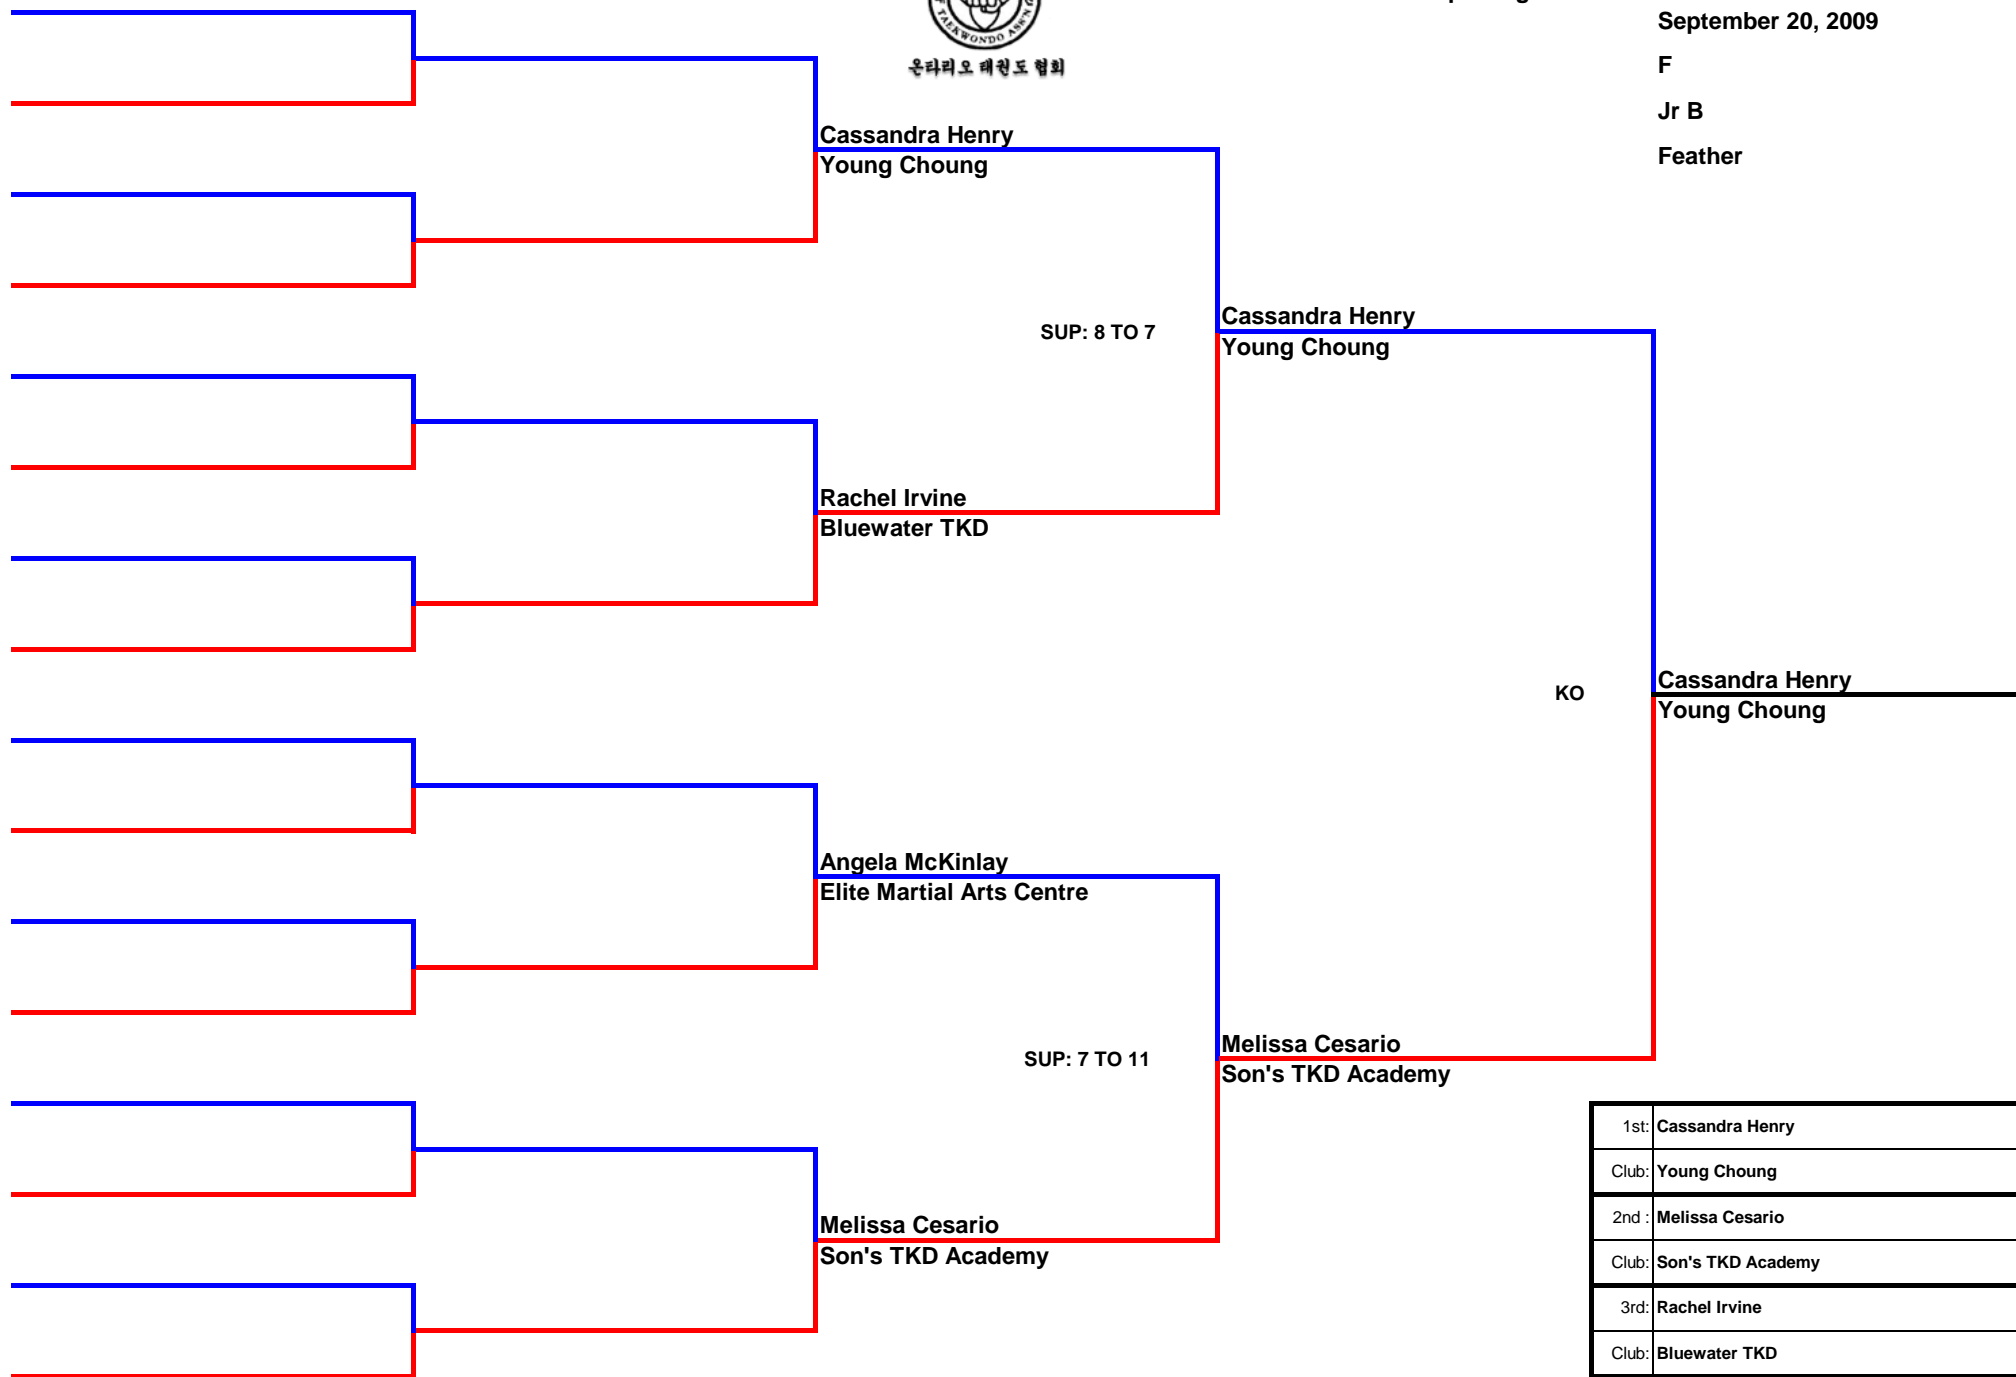 TAEKWONDO ASS'N
온타리오 태권도 협회
September 20, 2009
F
Jr B
Feather
Cassandra Henry
Young Choung
SUP: 8 TO 7
Cassandra Henry
Young Choung
Rachel Irvine
Bluewater TKD
KO
Cassandra Henry
Young Choung
Angela McKinlay
Elite Martial Arts Centre
SUP: 7 TO 11
Melissa Cesario
Son's TKD Academy
Melissa Cesario
Son's TKD Academy
1st: Cassandra Henry
Club: Young Choung
2nd : Melissa Cesario
Club: Son's TKD Academy
3rd: Rachel Irvine
Club: Bluewater TKD